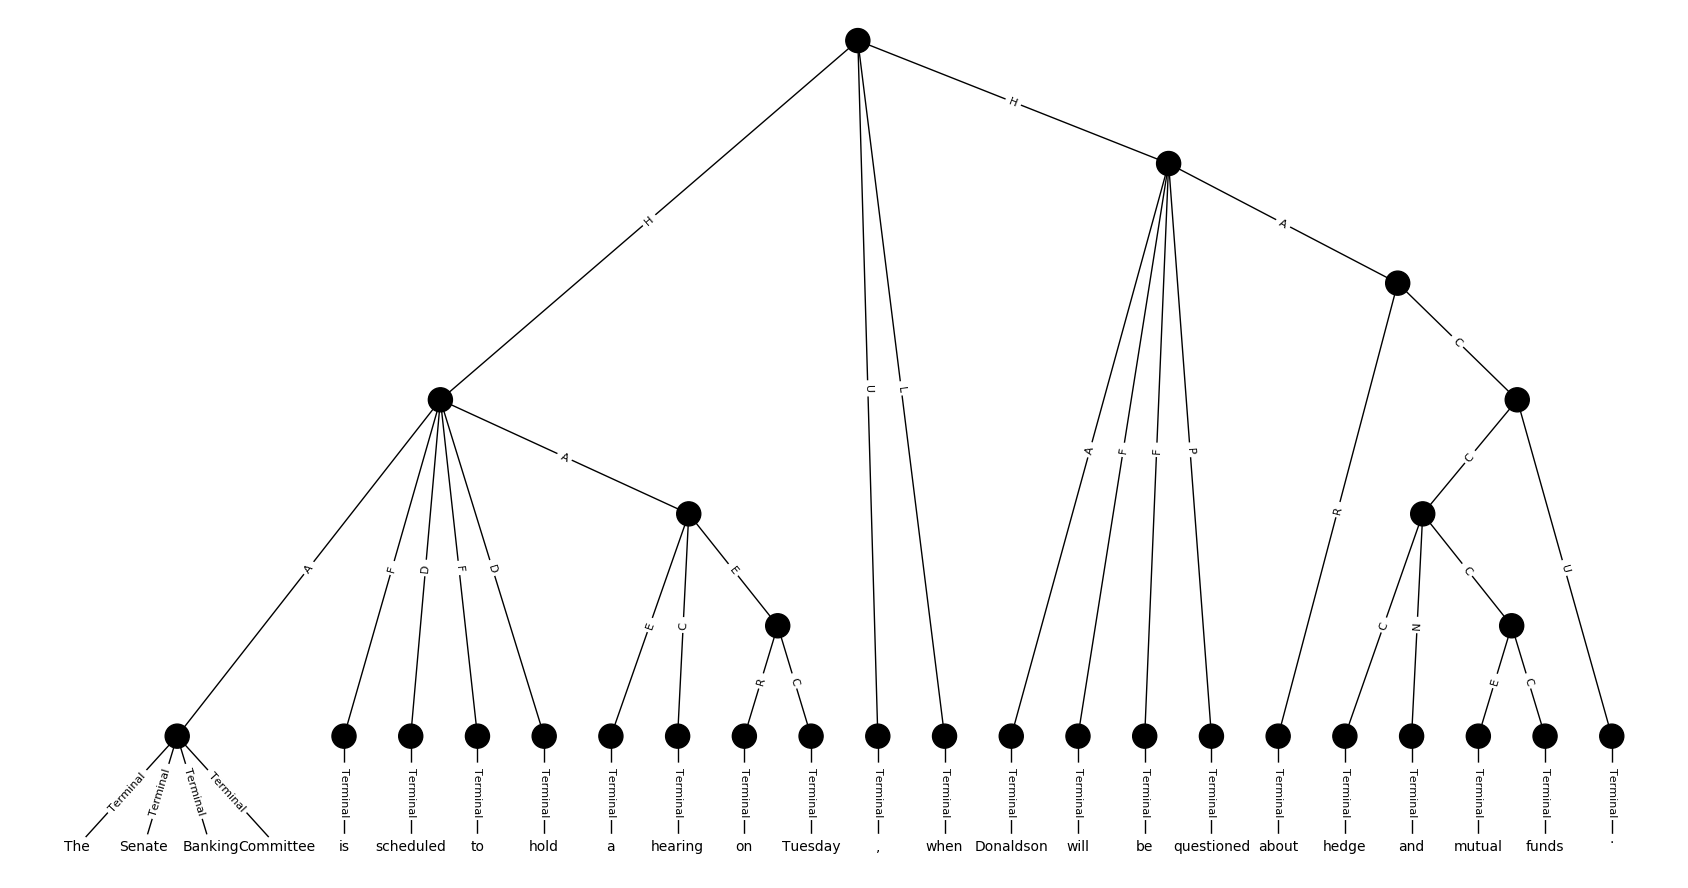 H
H
A
C
U
L
A
F
F
P
A
C
R
C
U
A
F
D
F
D
E
C
E
C
N
C
R
C
E
C
Terminal Terminal Terminal Terminal Terminal Terminal Terminal Terminal Terminal Terminal Terminal Terminal Terminal Terminal Terminal Terminal Terminal Terminal Terminal Terminal Terminal Terminal Terminal Terminal
The Senate Banking Committee is scheduled to hold a hearing on Tuesday , when Donaldson will be questioned about hedge and mutual funds .